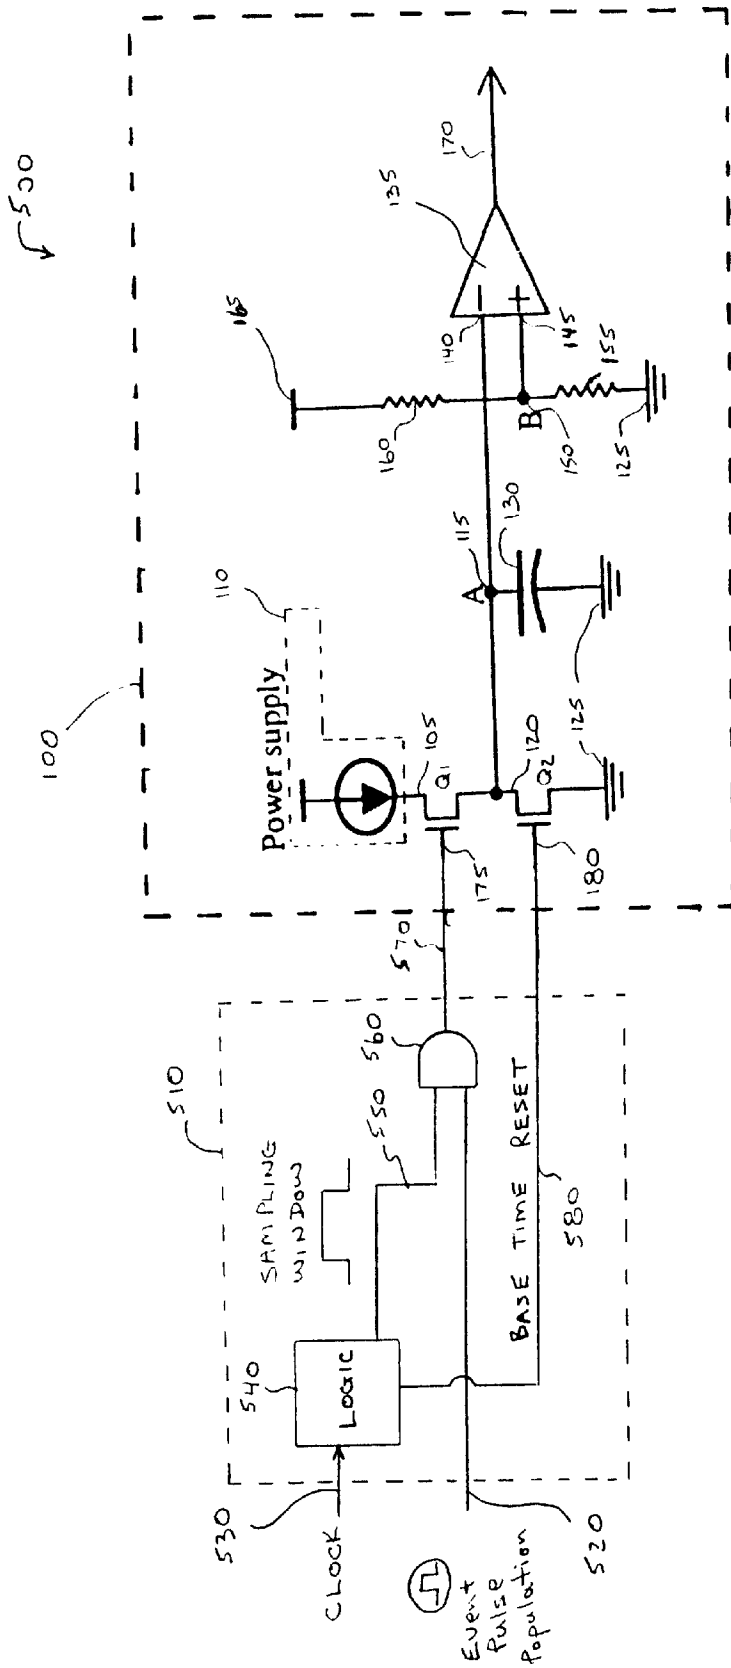 500
100
165
170
135
140
145
160
B
150
155
125
110
Power supply
A
115
130
125
105
Q1
120
Q2
125
175
180
570
510
560
SAMPLING
WINDOW
550
540
LOGIC
BASE TIME RESET
580
530
CLOCK
520
Event
Pulse
Population